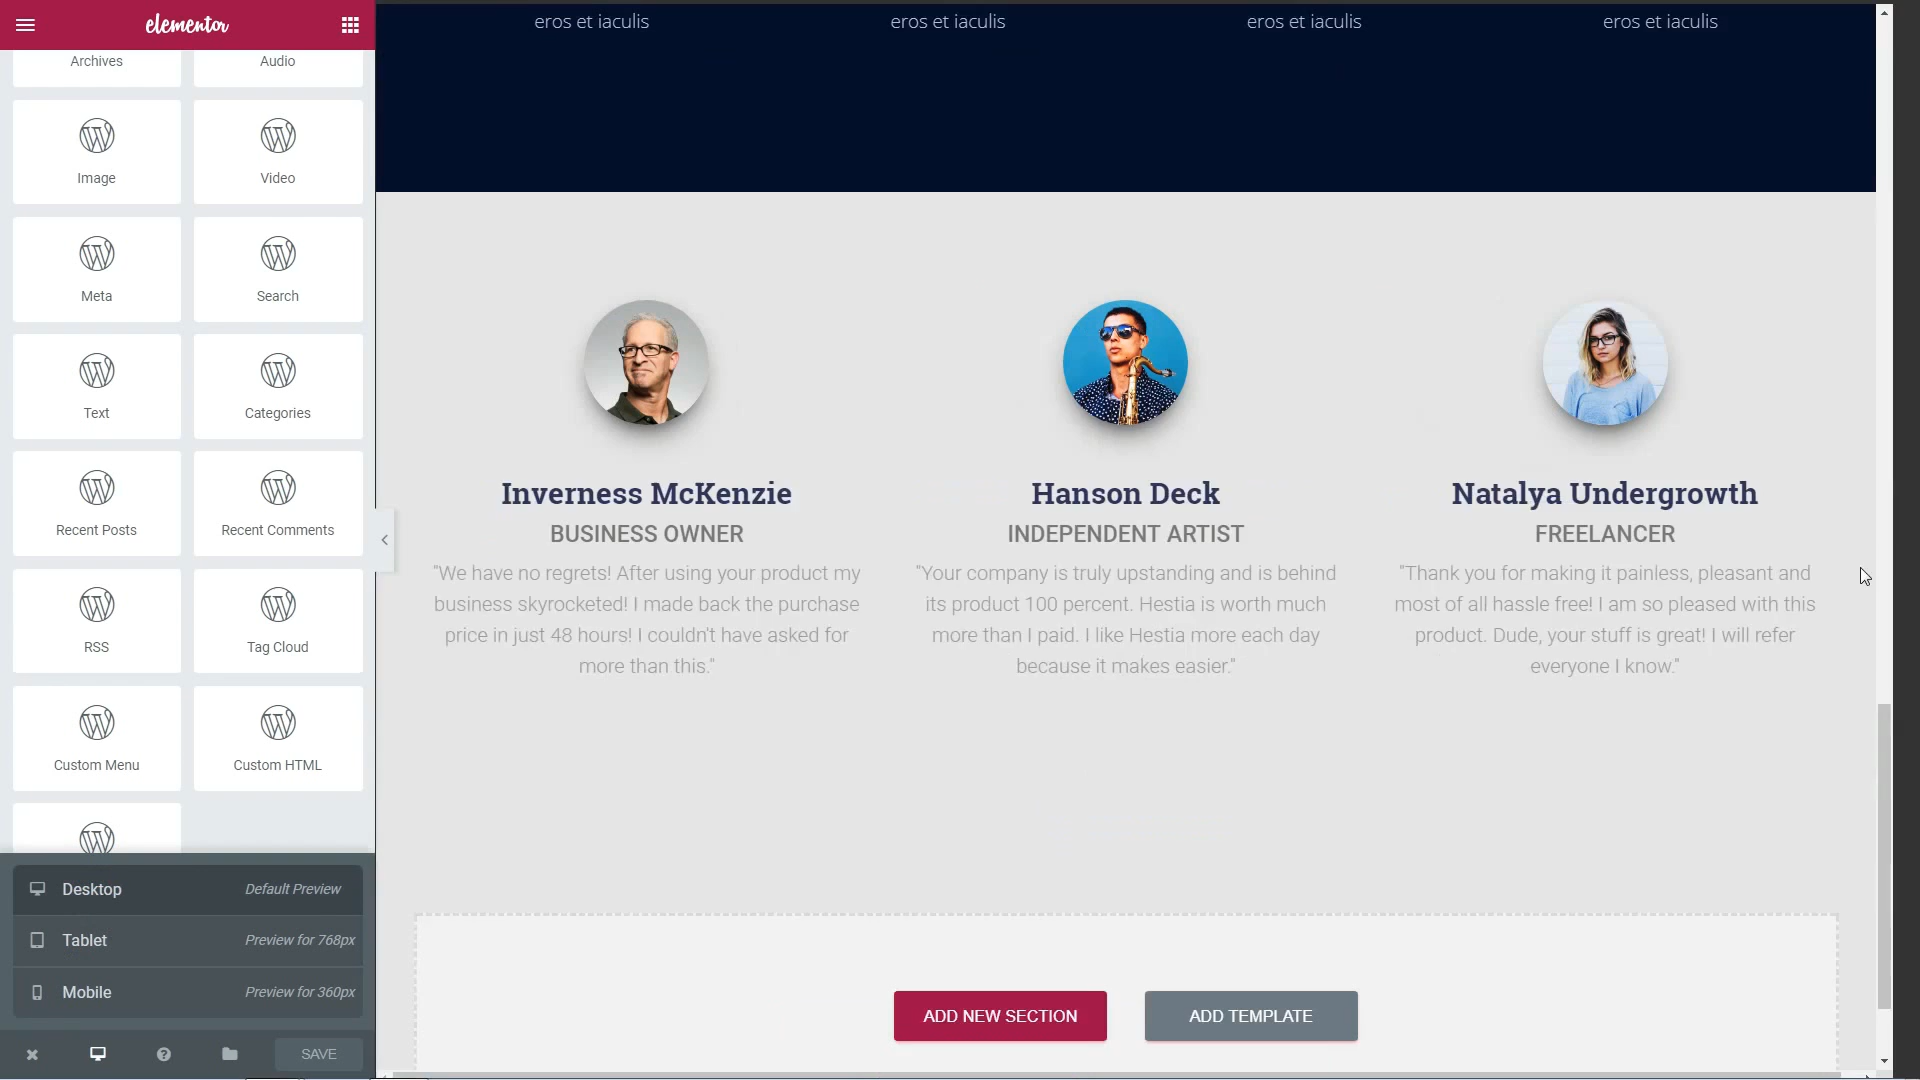 elementor
Archives
Audio
Image
Video
Meta
Search
Text
Categories
Recent Posts
Recent Comments
RSS
Tag Cloud
Custom Menu
Custom HTML
Desktop
Default Preview
Tablet
Preview for 768px
Mobile
Preview for 360px
SAVE
eros et iaculis
eros et iaculis
eros et iaculis
eros et iaculis
Inverness McKenzie
BUSINESS OWNER
"We have no regrets! After using your product my
business skyrocketed! I made back the purchase
price in just 48 hours! I couldn't have asked for
more than this."
Hanson Deck
INDEPENDENT ARTIST
"Your company is truly upstanding and is behind
its product 100 percent. Hestia is worth much
more than I paid. I like Hestia more each day
because it makes easier."
Natalya Undergrowth
FREELANCER
"Thank you for making it painless, pleasant and
most of all hassle free! I am so pleased with this
product. Dude, your stuff is great! I will refer
everyone I know."
ADD NEW SECTION
ADD TEMPLATE